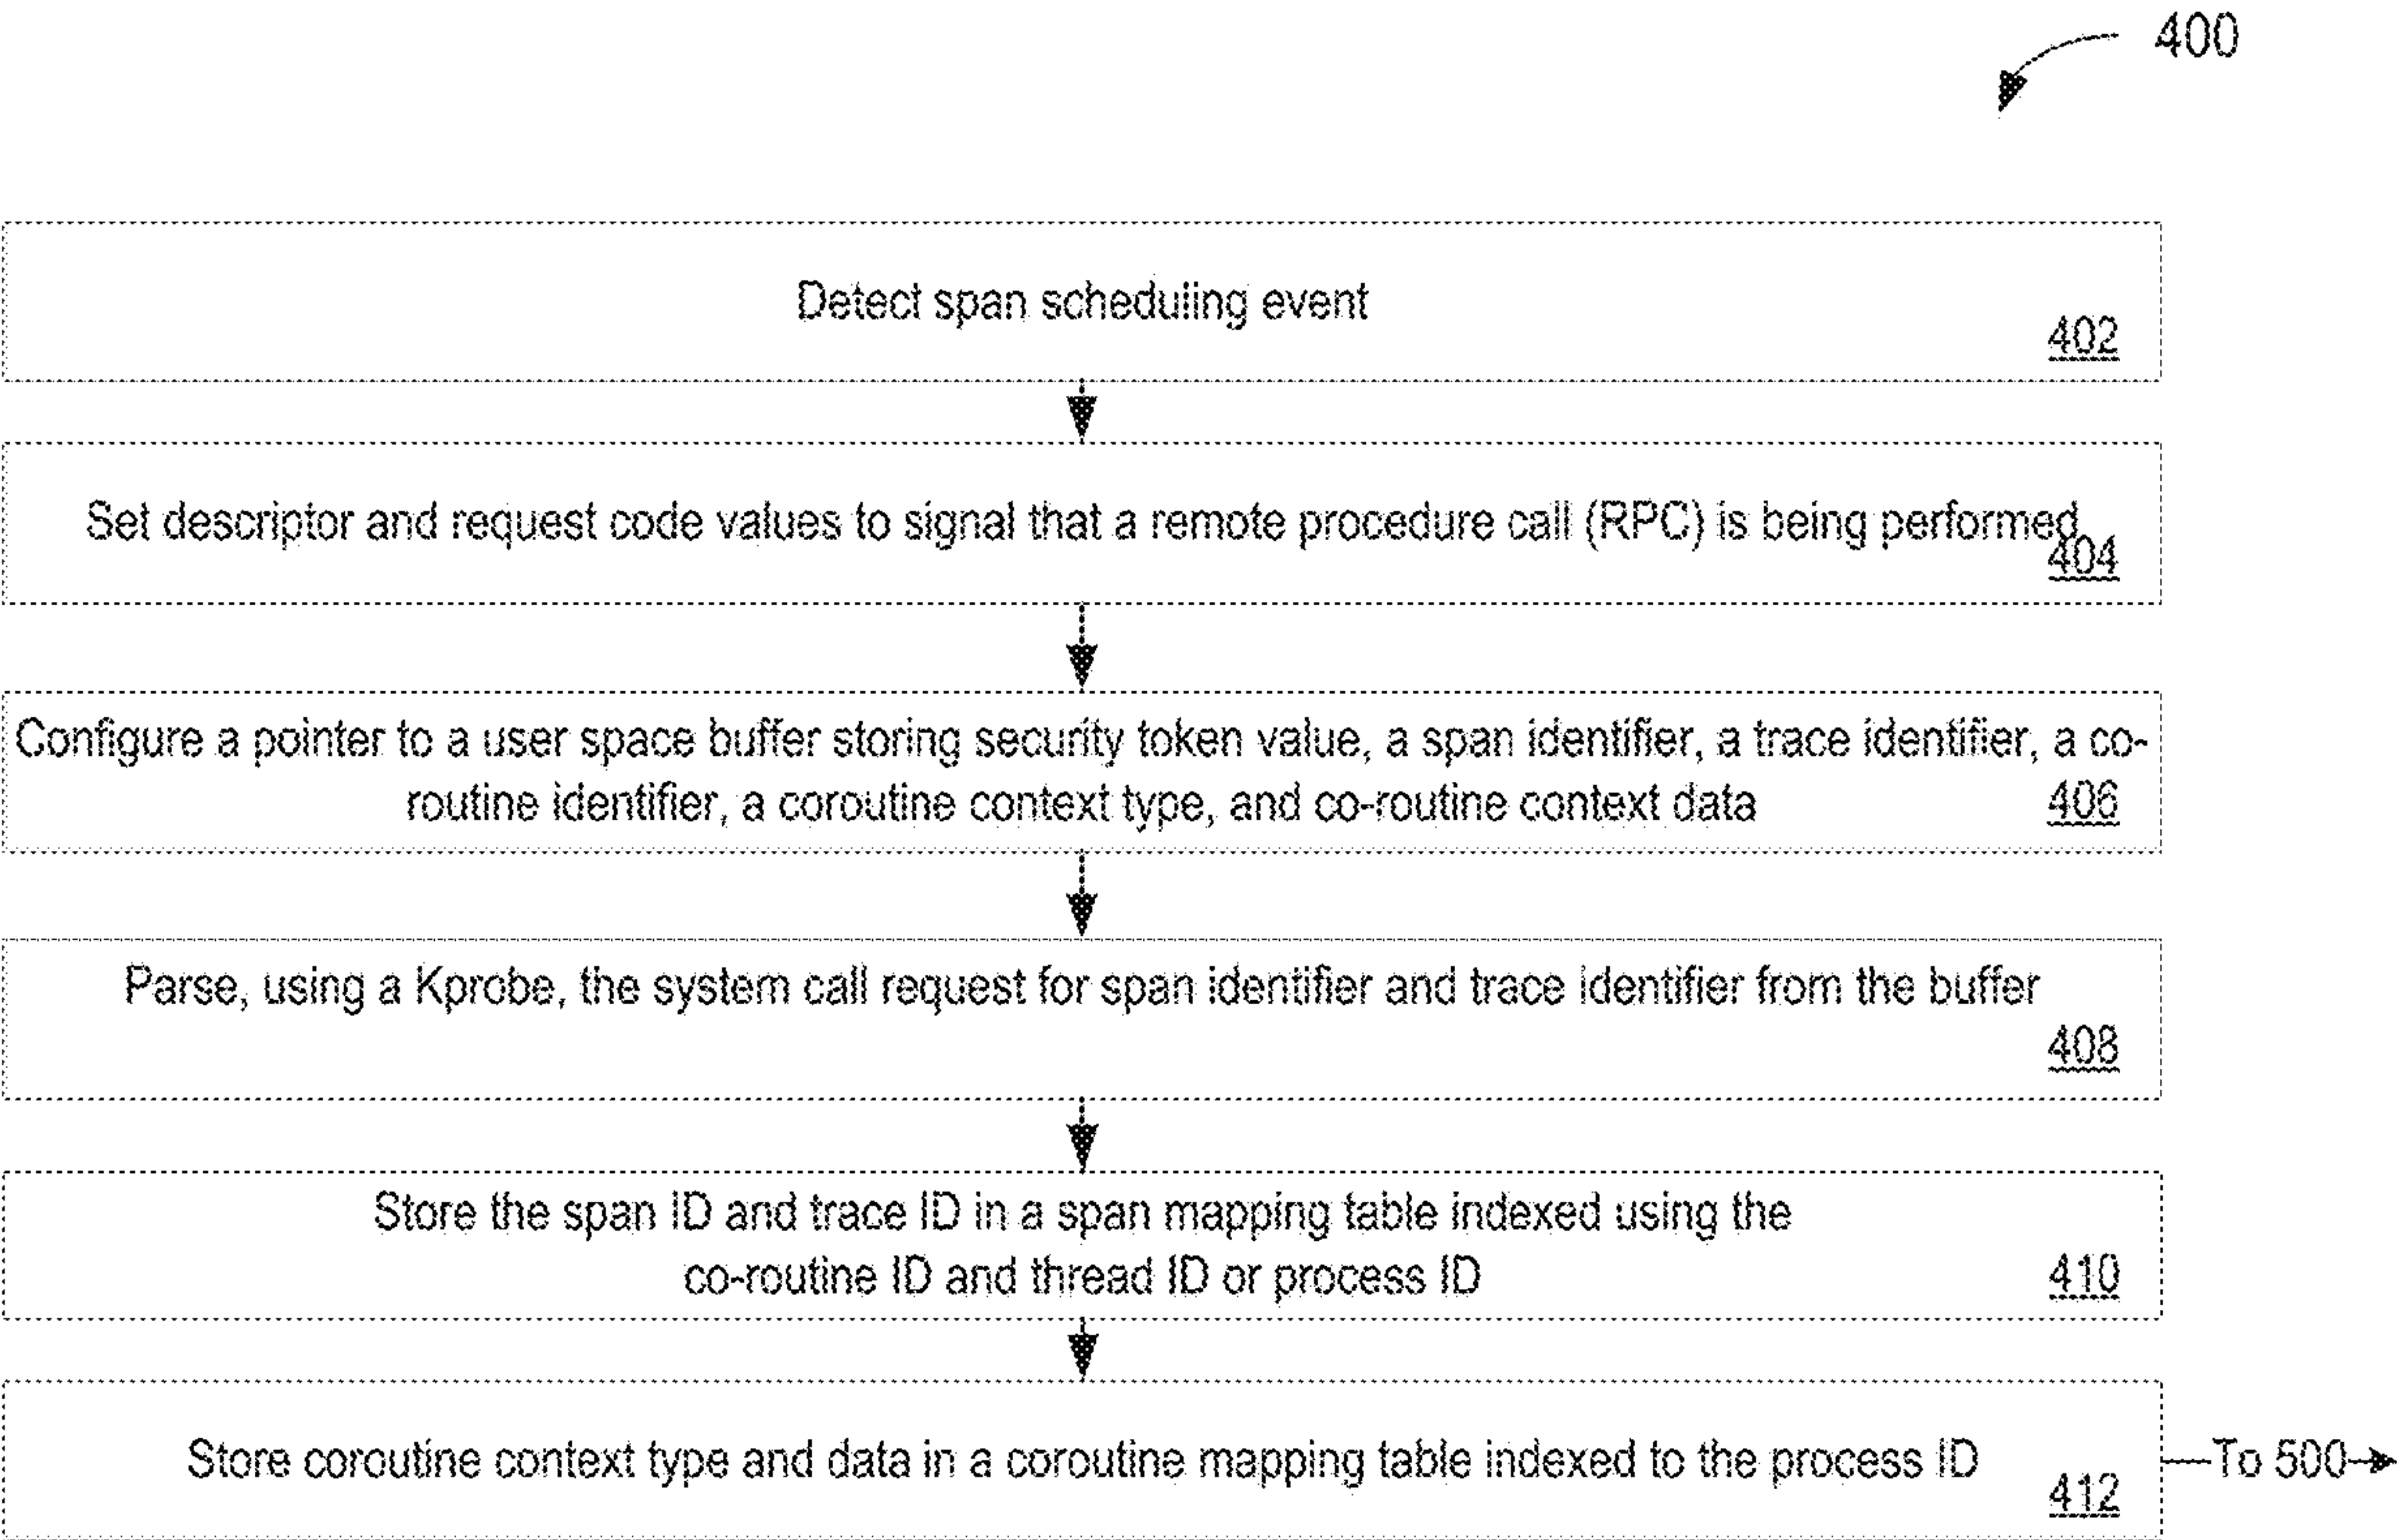 400
Detect span scheduling event
402
Set descriptor and request code values to signal that a remote procedure call (RPC) is being performed
404
Configure a pointer to a user space buffer storing security token value, a span identifier, a trace identifier, a co-
routine identifier, a coroutine context type, and co-routine context data
406
Parse, using a Kprobe, the system call request for span identifier and trace identifier from the buffer
408
Store the span ID and trace ID in a span mapping table indexed using the
co-routine ID and thread ID or process ID
410
Store coroutine context type and data in a coroutine mapping table indexed to the process ID
412
To 500